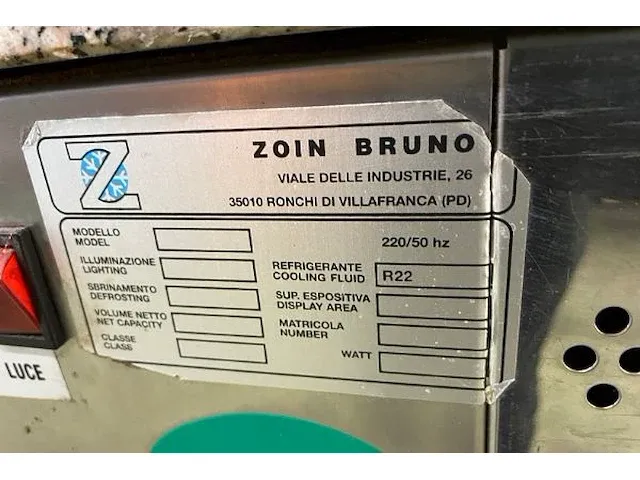 Z
ZOIN BRUNO
VIALE DELLE INDUSTRIE, 26
35010 RONCHI DI VILLAFRANCA (PD)
MODELLO
MODEL
ILLUMINAZIONE
LIGHTING
SBRINAMENTO
DEFROSTING
VOLUME NETTO
NET CAPACITY
CLASSE
CLASS
220/50 hz
REFRIGERANTE
COOLING FLUID R22
SUP. ESPOSITIVA
DISPLAY AREA
MATRICOLA
NUMBER
WATT
LUCE